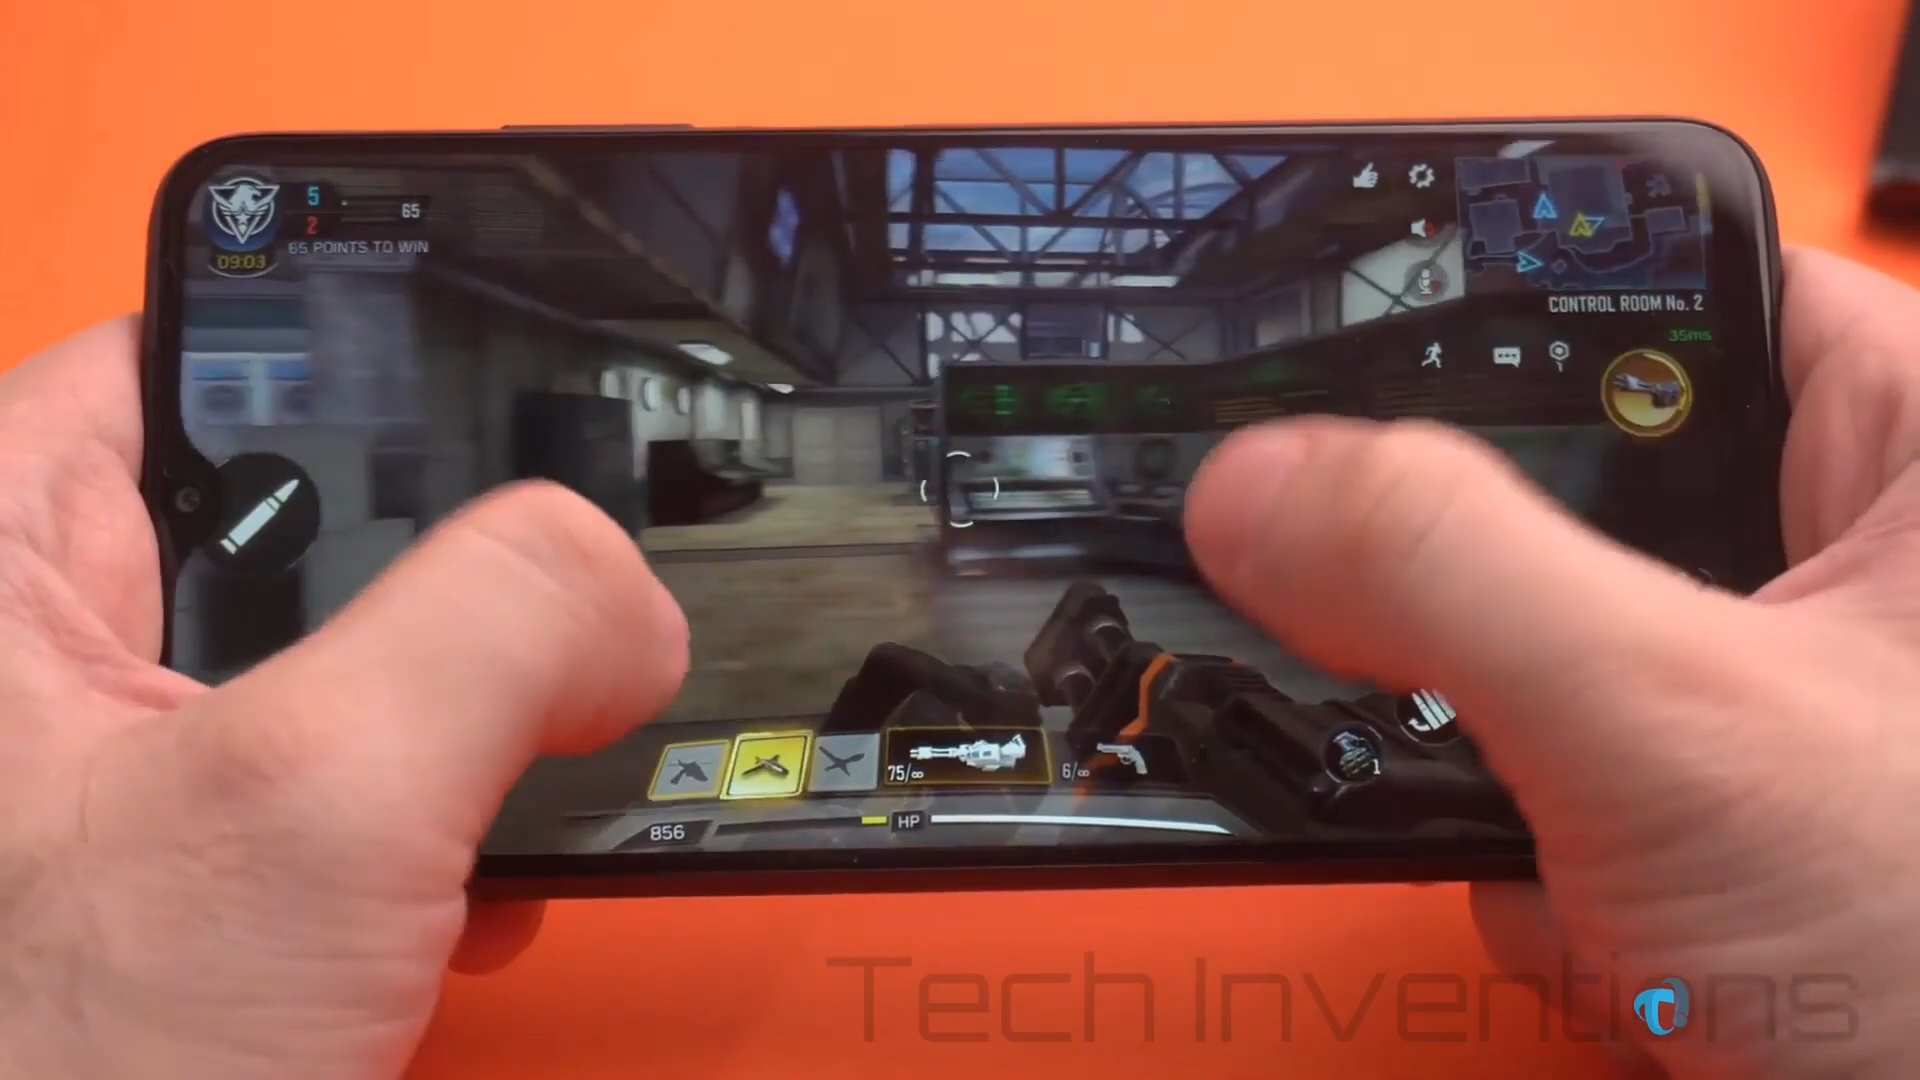 5
65
2
65 POINTS TO WIN
09:03
CONTROL ROOM No. 2
35ms
75/∞
6/∞
1
856
HP
Tech Inventions